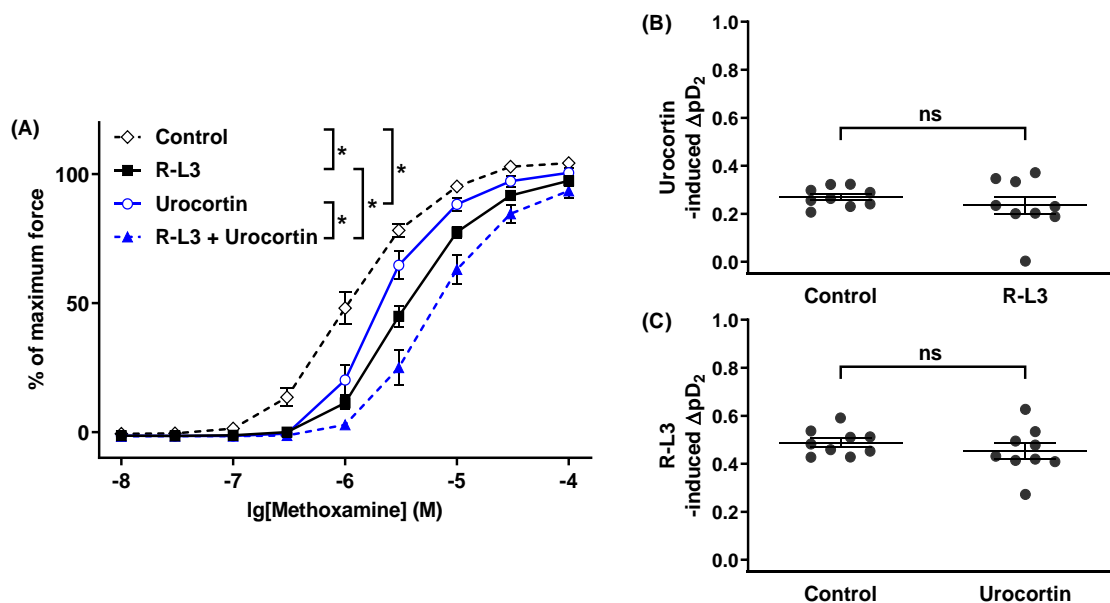 (A)
Control
R-L3
Urocortin
R-L3 + Urocortin
*
*
*
*
% of maximum force
100
50
0
-8 -7 -6 -5 -4
lg[Methoxamine] (M)
(B)
Urocortin
-induced ΔpD₂
1.0
0.8
0.6
0.4
0.2
0.0
ns
Control R-L3
(C)
R-L3
-induced ΔpD₂
1.0
0.8
0.6
0.4
0.2
0.0
ns
Control Urocortin